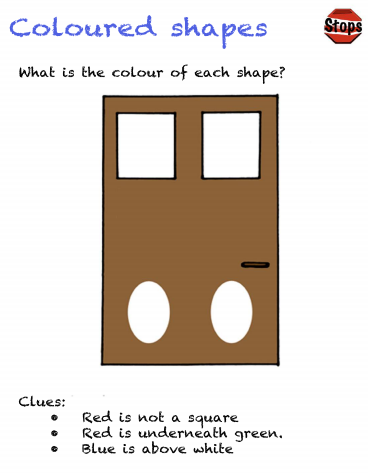 Coloured shapes
Stops
What is the colour of each shape?
Clues:
• Red is not a square
• Red is underneath green.
• Blue is above white